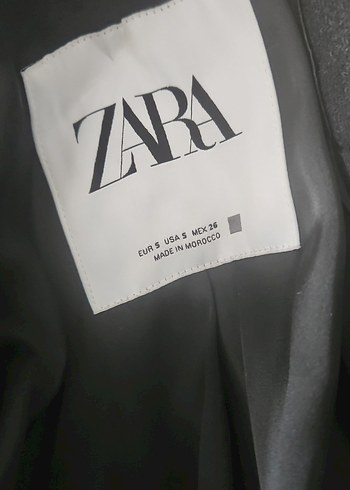 ZARA
EUR S USA S MEX 26
MADE IN MOROCCO